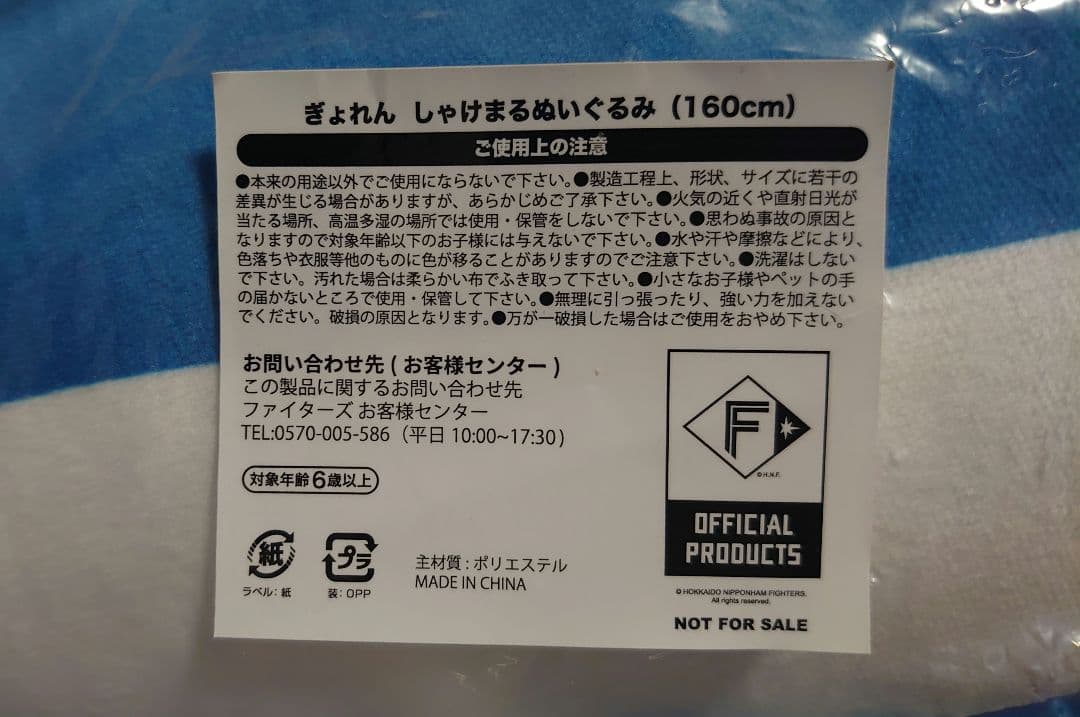 ぎょれん しゃけまるぬいぐるみ（160cm）
ご使用上の注意
●本来の用途以外でご使用にならないで下さい。●製造工程上、形状、サイズに若干の
差異が生じる場合がありますが、あらかじめご了承下さい。●火気の近くや直射日光が
当たる場所、高温多湿の場所では使用・保管をしないで下さい。●思わぬ事故の原因と
なりますので対象年齢以下のお子様には与えないで下さい。●水や汗や摩擦などにより、
色落ちや衣服等他のものに色が移ることがありますのでご注意下さい。●洗濯はしない
で下さい。汚れた場合は柔らかい布でふき取って下さい。●小さなお子様やペットの手
の届かないところで使用・保管して下さい。●無理に引っ張ったり、強い力を加えない
でください。破損の原因となります。●万が一破損した場合はご使用をおやめ下さい。
お問い合わせ先 ( お客様センター )
この製品に関するお問い合わせ先
ファイターズ お客様センター
TEL:0570-005-586（平日 10:00~17:30）
対象年齢6歳以上
紙
ラベル：紙
プラ
装：OPP
主材質：ポリエステル
MADE IN CHINA
F
©H.N.F.
OFFICIAL
PRODUCTS
© HOKKAIDO NIPPONHAM FIGHTERS.
All rights reserved.
NOT FOR SALE